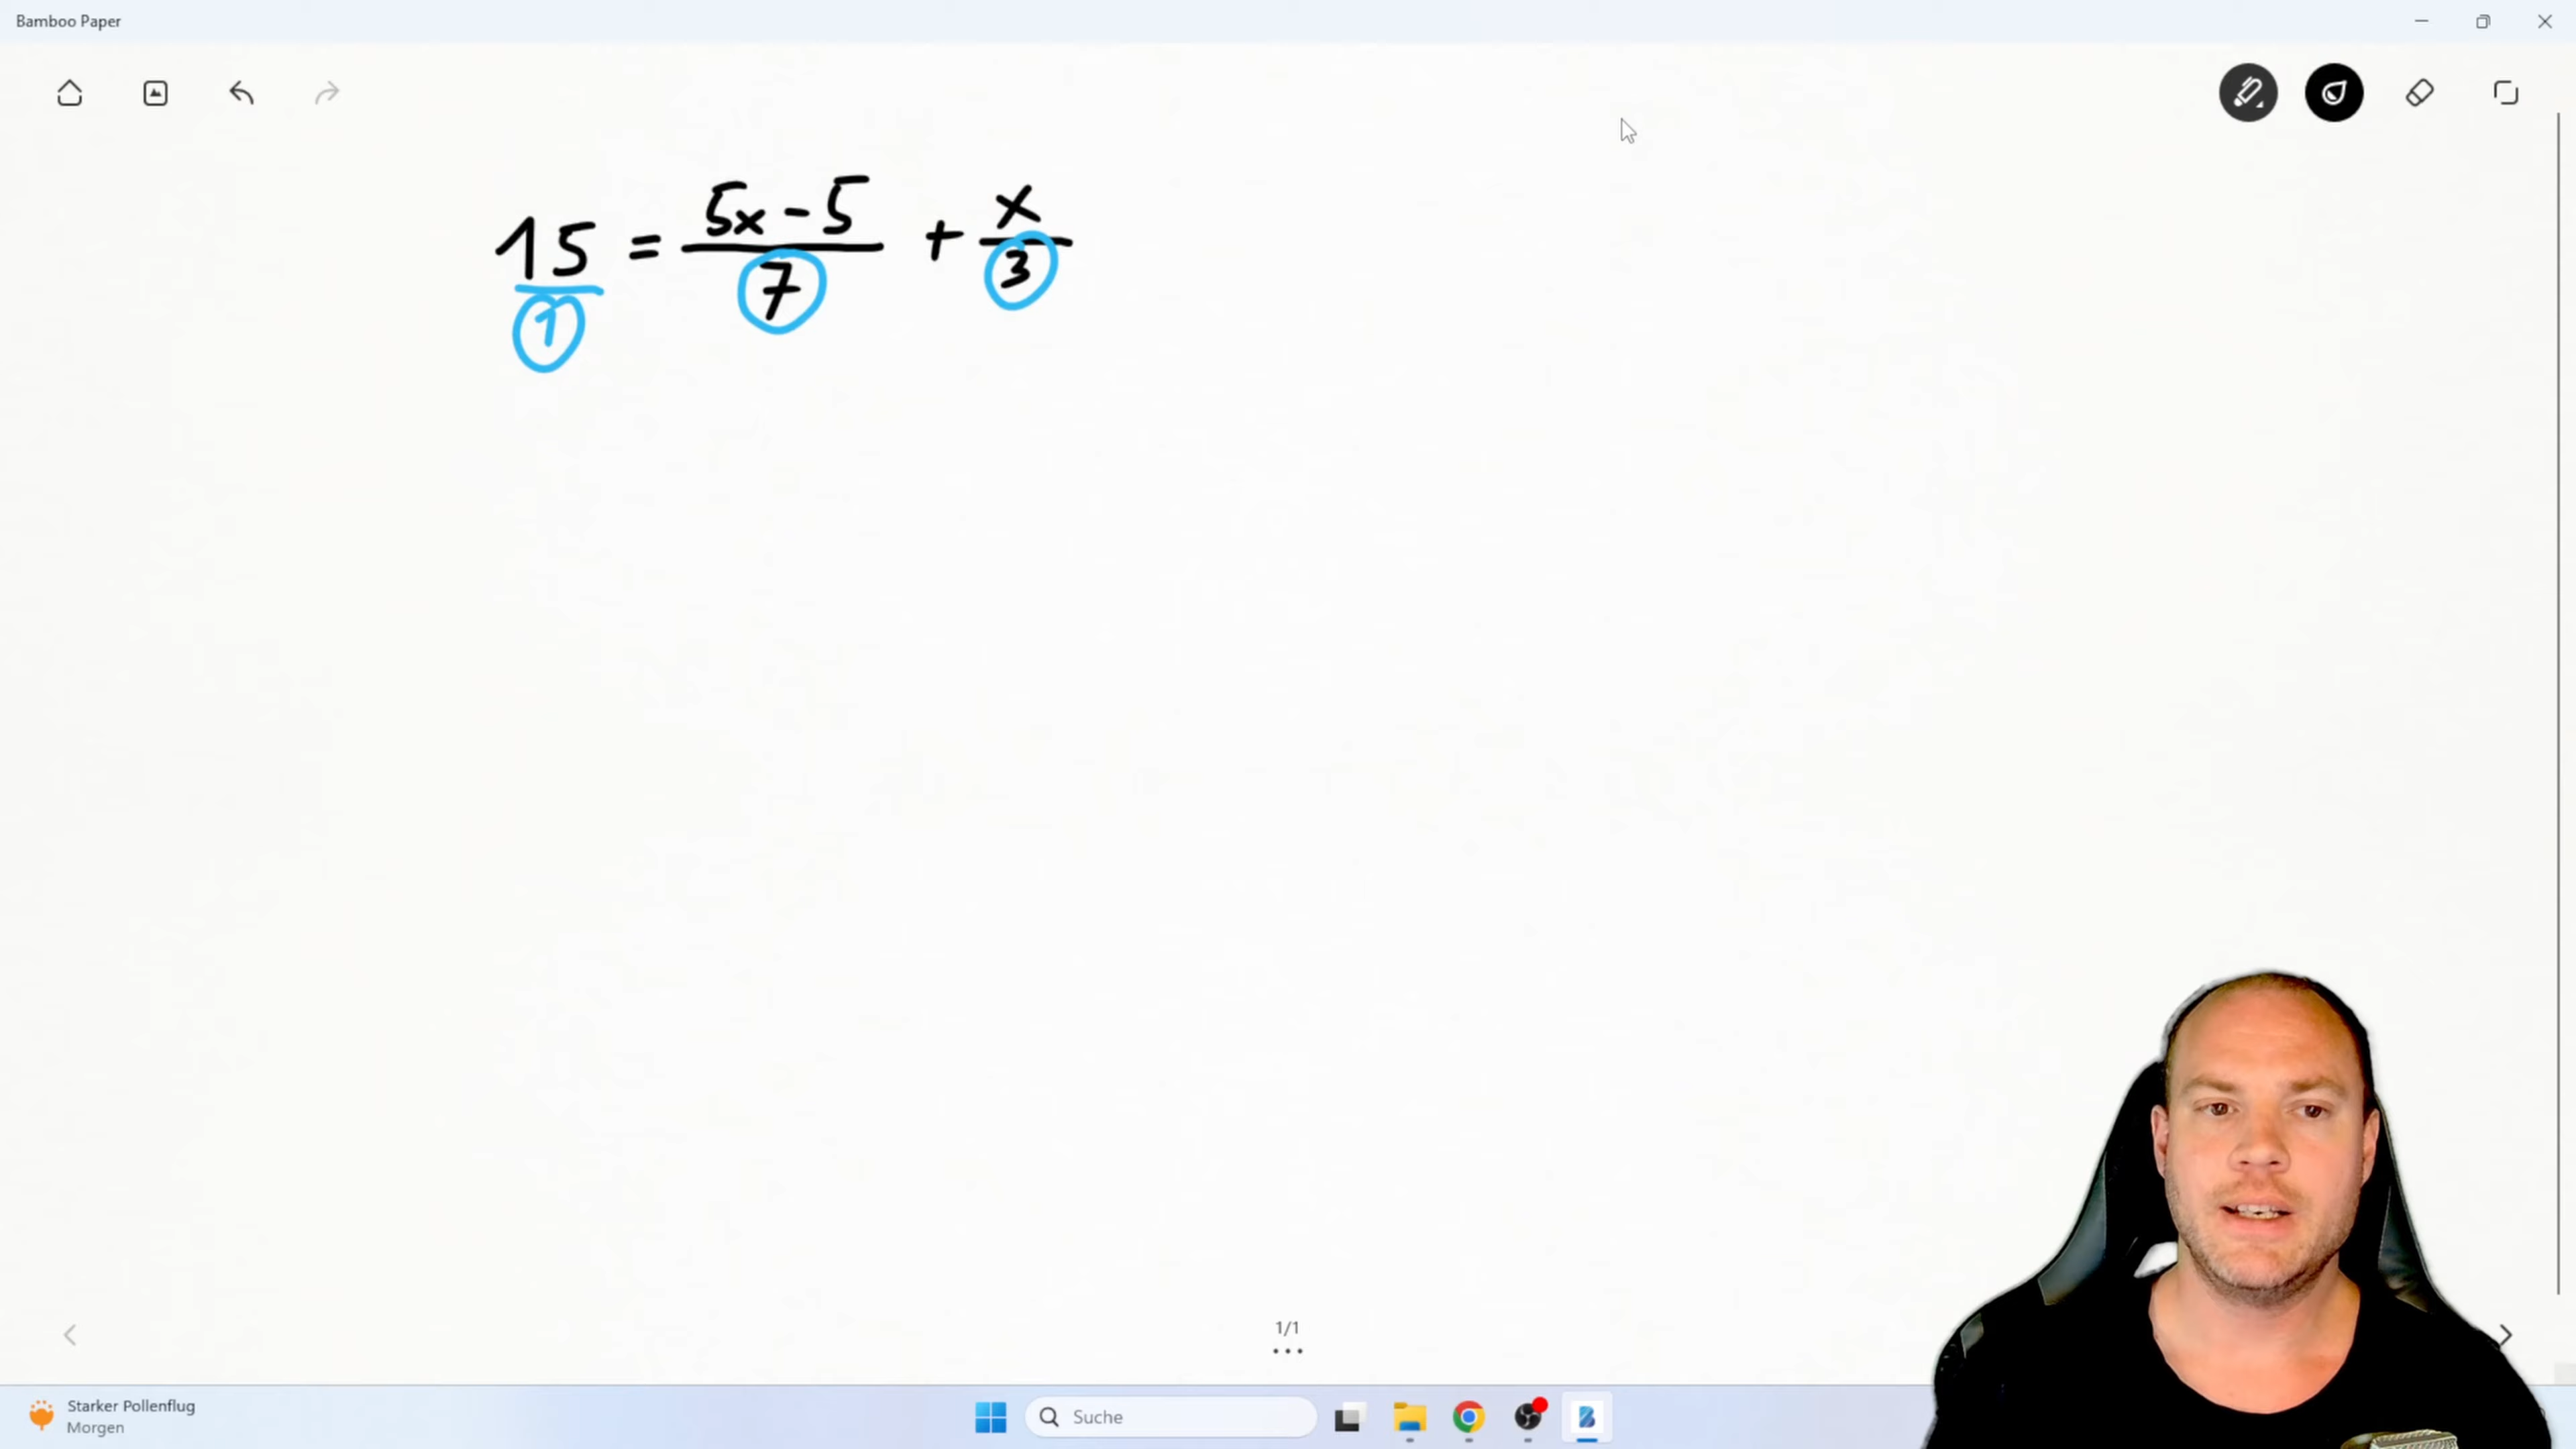 Bamboo Paper
15/1 = (5x - 5)/7 + x/3
1/1
Starker Pollenflug
Morgen
Suche